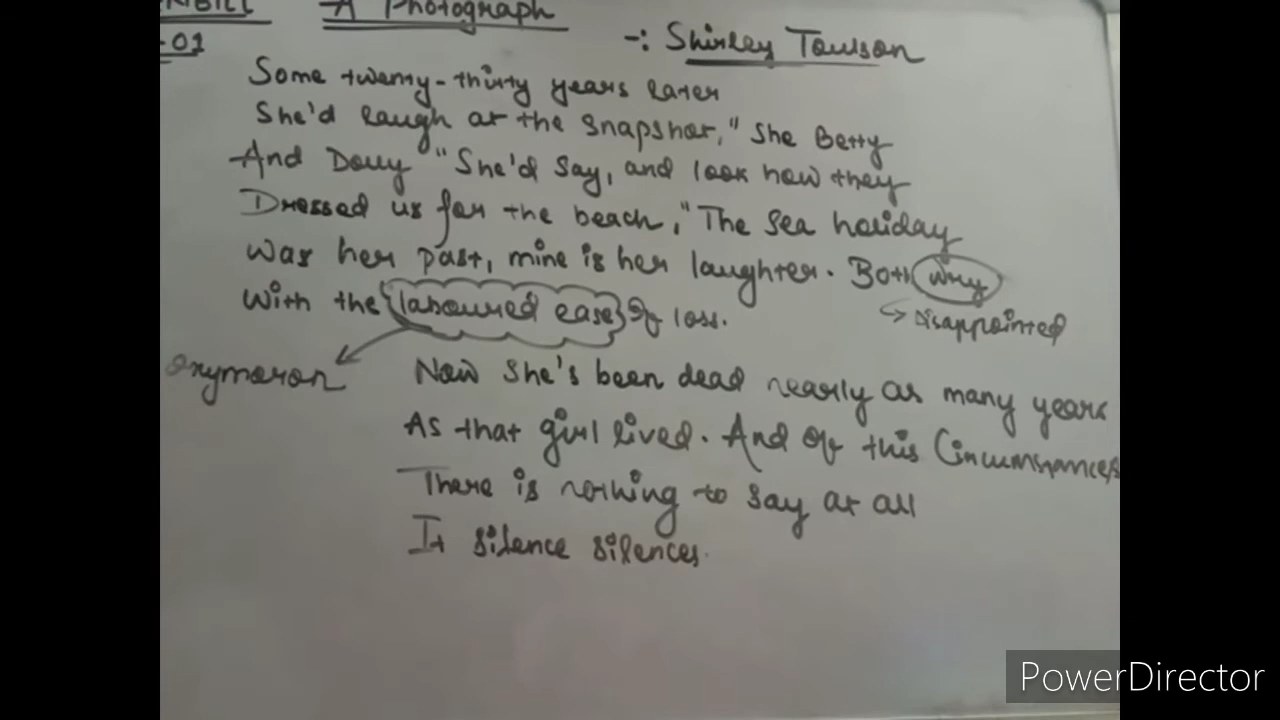 A Photograph
-: Shirley Toulson
-01
Some twenty-thirty years later
She'd laugh at the snapshot," She Betty
And Dolly "She'd say, and look how they
Dressed us for the beach," The sea holiday
was her past, mine is her laughter. Both wry
with the laboured ease of loss.
Disappointed
Oxymoron
Now she's been dead nearly as many years
As that girl lived. And of this Circumstances
There is nothing to say at all
It silence silences.
PowerDirector